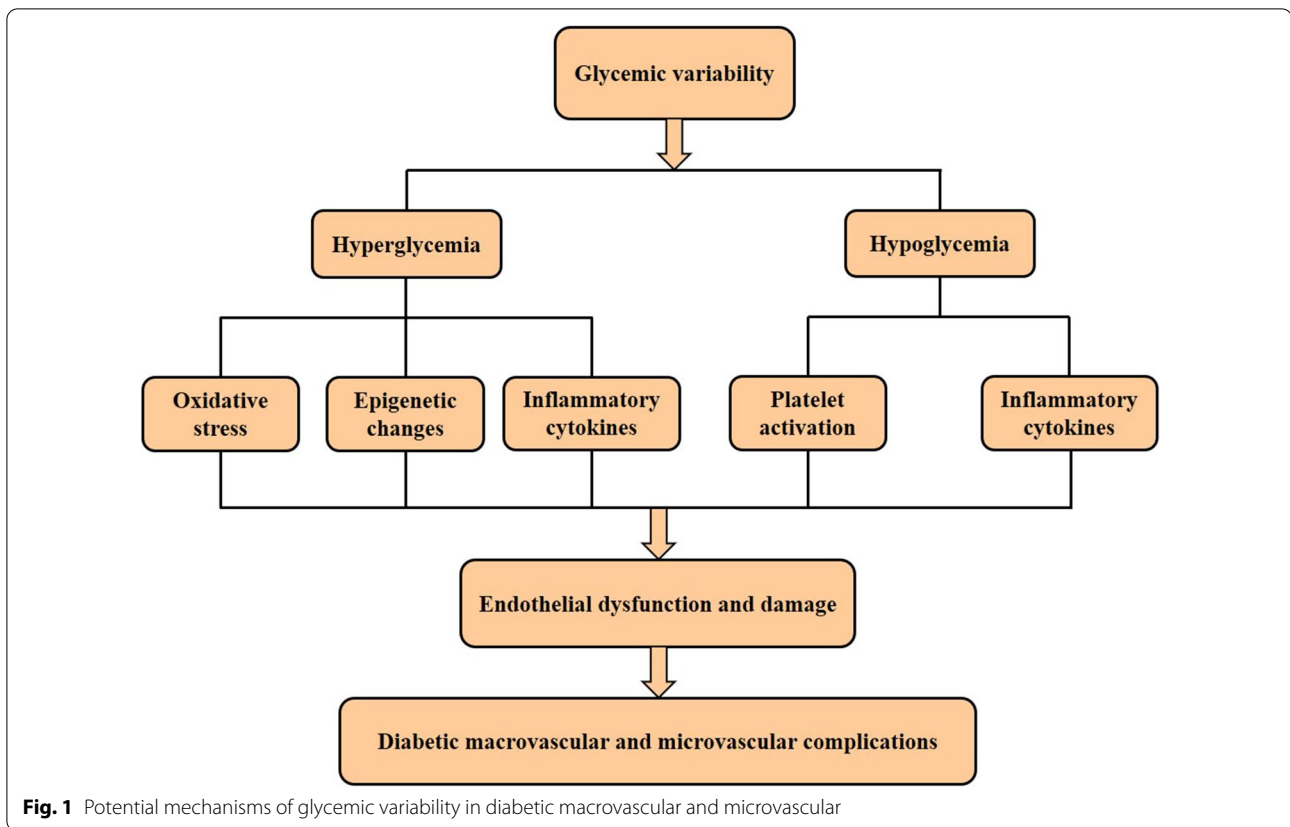 Glycemic variability
Hyperglycemia
Hypoglycemia
Oxidative
stress
Epigenetic
changes
Inflammatory
cytokines
Platelet
activation
Inflammatory
cytokines
Endothelial dysfunction and damage
Diabetic macrovascular and microvascular complications
Fig. 1 Potential mechanisms of glycemic variability in diabetic macrovascular and microvascular